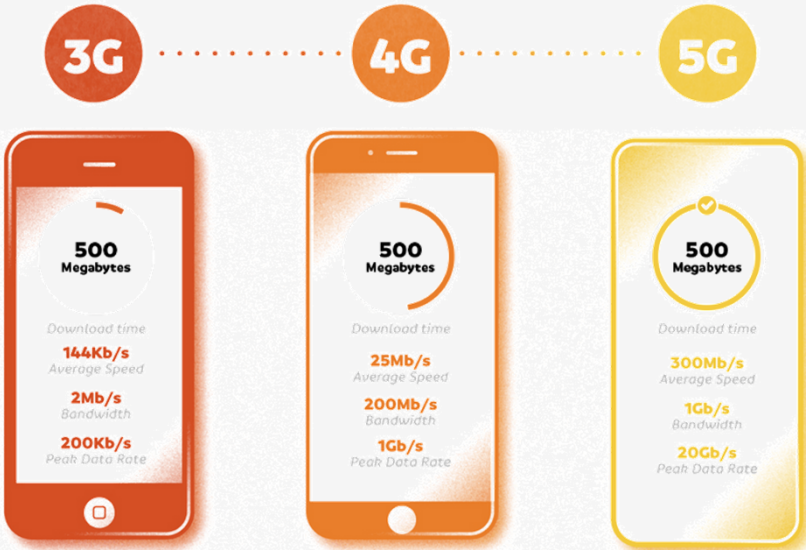 3G
4G
5G
500
Megabytes
Download time
144Kb/s
Average Speed
2Mb/s
Bandwidth
200Kb/s
Peak Data Rate
500
Megabytes
Download time
25Mb/s
Average Speed
200Mb/s
Bandwidth
1Gb/s
Peak Data Rate
500
Megabytes
Download time
300Mb/s
Average Speed
1Gb/s
Bandwidth
20Gb/s
Peak Data Rate